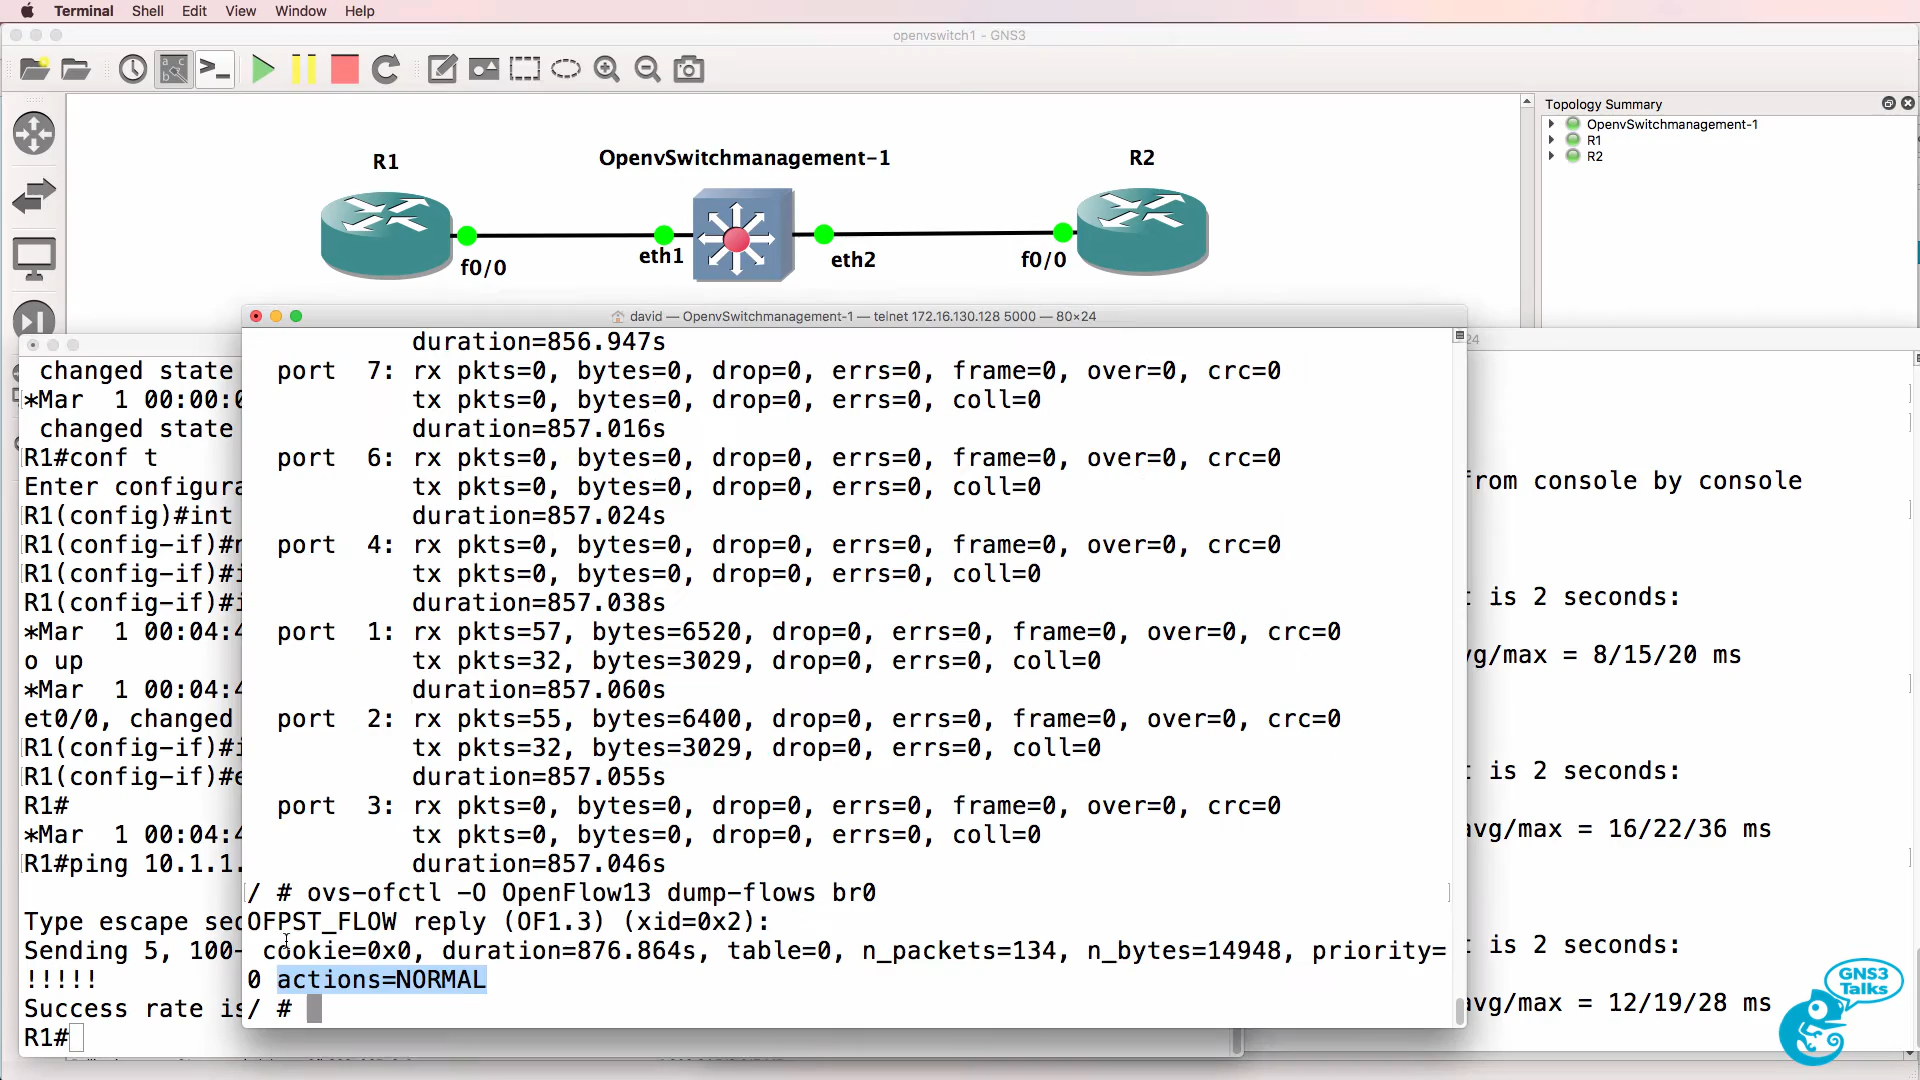 Terminal Shell Edit View Window Help
openvswitch1 - GNS3
Topology Summary
OpenvSwitchmanagement-1
R1
R2
R1
OpenvSwitchmanagement-1
R2
f0/0
eth1
eth2
f0/0
david — OpenvSwitchmanagement-1 — telnet 172.16.130.128 5000 — 80×24
duration=856.947s
port 7: rx pkts=0, bytes=0, drop=0, errs=0, frame=0, over=0, crc=0
tx pkts=0, bytes=0, drop=0, errs=0, coll=0
duration=857.016s
port 6: rx pkts=0, bytes=0, drop=0, errs=0, frame=0, over=0, crc=0
tx pkts=0, bytes=0, drop=0, errs=0, coll=0
duration=857.024s
port 4: rx pkts=0, bytes=0, drop=0, errs=0, frame=0, over=0, crc=0
tx pkts=0, bytes=0, drop=0, errs=0, coll=0
duration=857.038s
port 1: rx pkts=57, bytes=6520, drop=0, errs=0, frame=0, over=0, crc=0
tx pkts=32, bytes=3029, drop=0, errs=0, coll=0
duration=857.060s
port 2: rx pkts=55, bytes=6400, drop=0, errs=0, frame=0, over=0, crc=0
tx pkts=32, bytes=3029, drop=0, errs=0, coll=0
duration=857.055s
port 3: rx pkts=0, bytes=0, drop=0, errs=0, frame=0, over=0, crc=0
tx pkts=0, bytes=0, drop=0, errs=0, coll=0
duration=857.046s
/ # ovs-ofctl -O OpenFlow13 dump-flows br0
OFPST_FLOW reply (OF1.3) (xid=0x2):
cookie=0x0, duration=876.864s, table=0, n_packets=134, n_bytes=14948, priority=
0 actions=NORMAL
/ #
changed state
*Mar 1 00:00:0
changed state
R1#conf t
Enter configura
R1(config)#int
R1(config-if)#
R1(config-if)#i
R1(config-if)#i
*Mar 1 00:04:4
o up
*Mar 1 00:04:4
et0/0, changed
R1(config-if)#i
R1(config-if)#e
R1#
*Mar 1 00:04:4
R1#ping 10.1.1.
Type escape sec
Sending 5, 100-
!!!!!
Success rate is
R1#
24
from console by console
is 2 seconds:
vg/max = 8/15/20 ms
is 2 seconds:
avg/max = 16/22/36 ms
is 2 seconds:
avg/max = 12/19/28 ms
GNS3
Talks